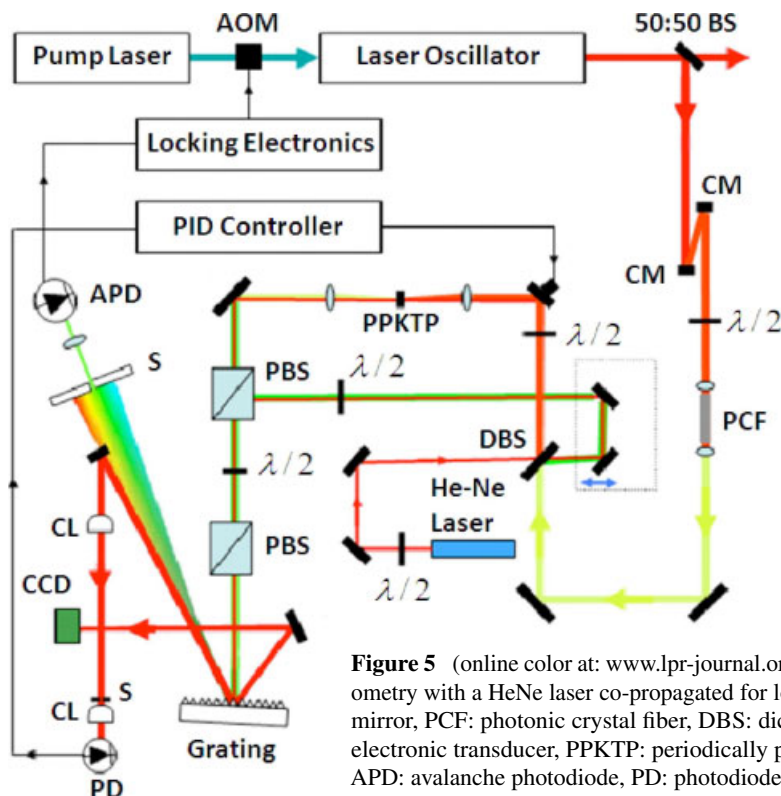 AOM
50:50 BS
Pump Laser
Laser Oscillator
Locking Electronics
CM
PID Controller
CM
APD
PPKTP
λ/2
λ/2
S
PBS
λ/2
DBS
PCF
λ/2
He-Ne
Laser
CL
PBS
CCD
λ/2
S
CL
Grating
PD
Figure 5 (online color at: www.lpr-journal.or
ometry with a HeNe laser co-propagated for l
mirror, PCF: photonic crystal fiber, DBS: dic
electronic transducer, PPKTP: periodically p
APD: avalanche photodiode, PD: photodiode